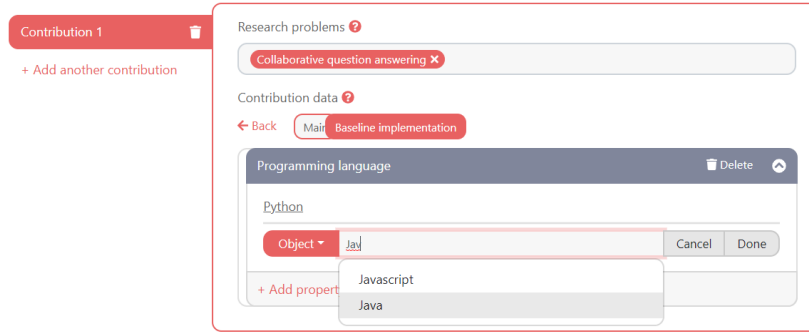 Contribution 1
+ Add another contribution
Research problems ?
Collaborative question answering ×
Contribution data ?
← Back Main Baseline implementation
Programming language Delete
Python
Object Jav Cancel Done
Javascript
+ Add propert
Java